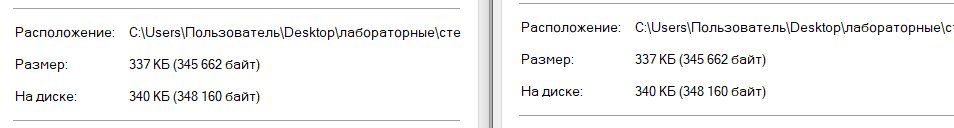 Расположение: C:\Users\Пользователь\Desktop\лабораторные\сте
Размер: 337 КБ (345 662 байт)
На диске: 340 КБ (348 160 байт)
Расположение: C:\Users\Пользователь\Desktop\лабораторные\ст
Размер: 337 КБ (345 662 байт)
На диске: 340 КБ (348 160 байт)